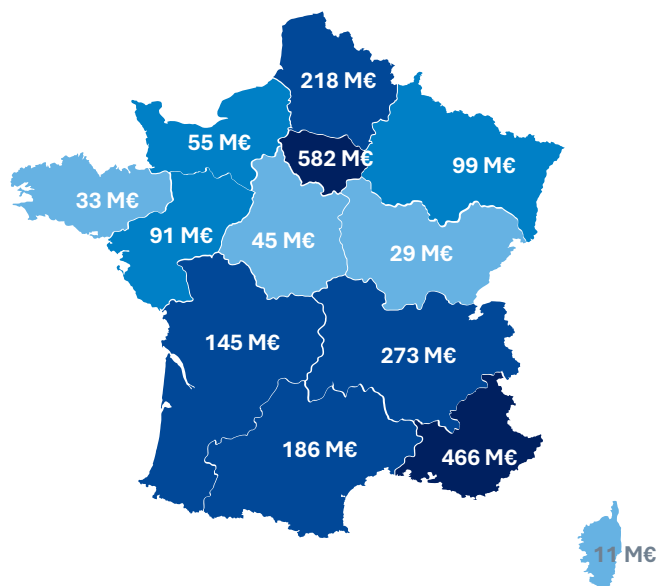 218 M€
55 M€
582 M€
99 M€
33 M€
91 M€
45 M€
29 M€
145 M€
273 M€
186 M€
466 M€
11 M€